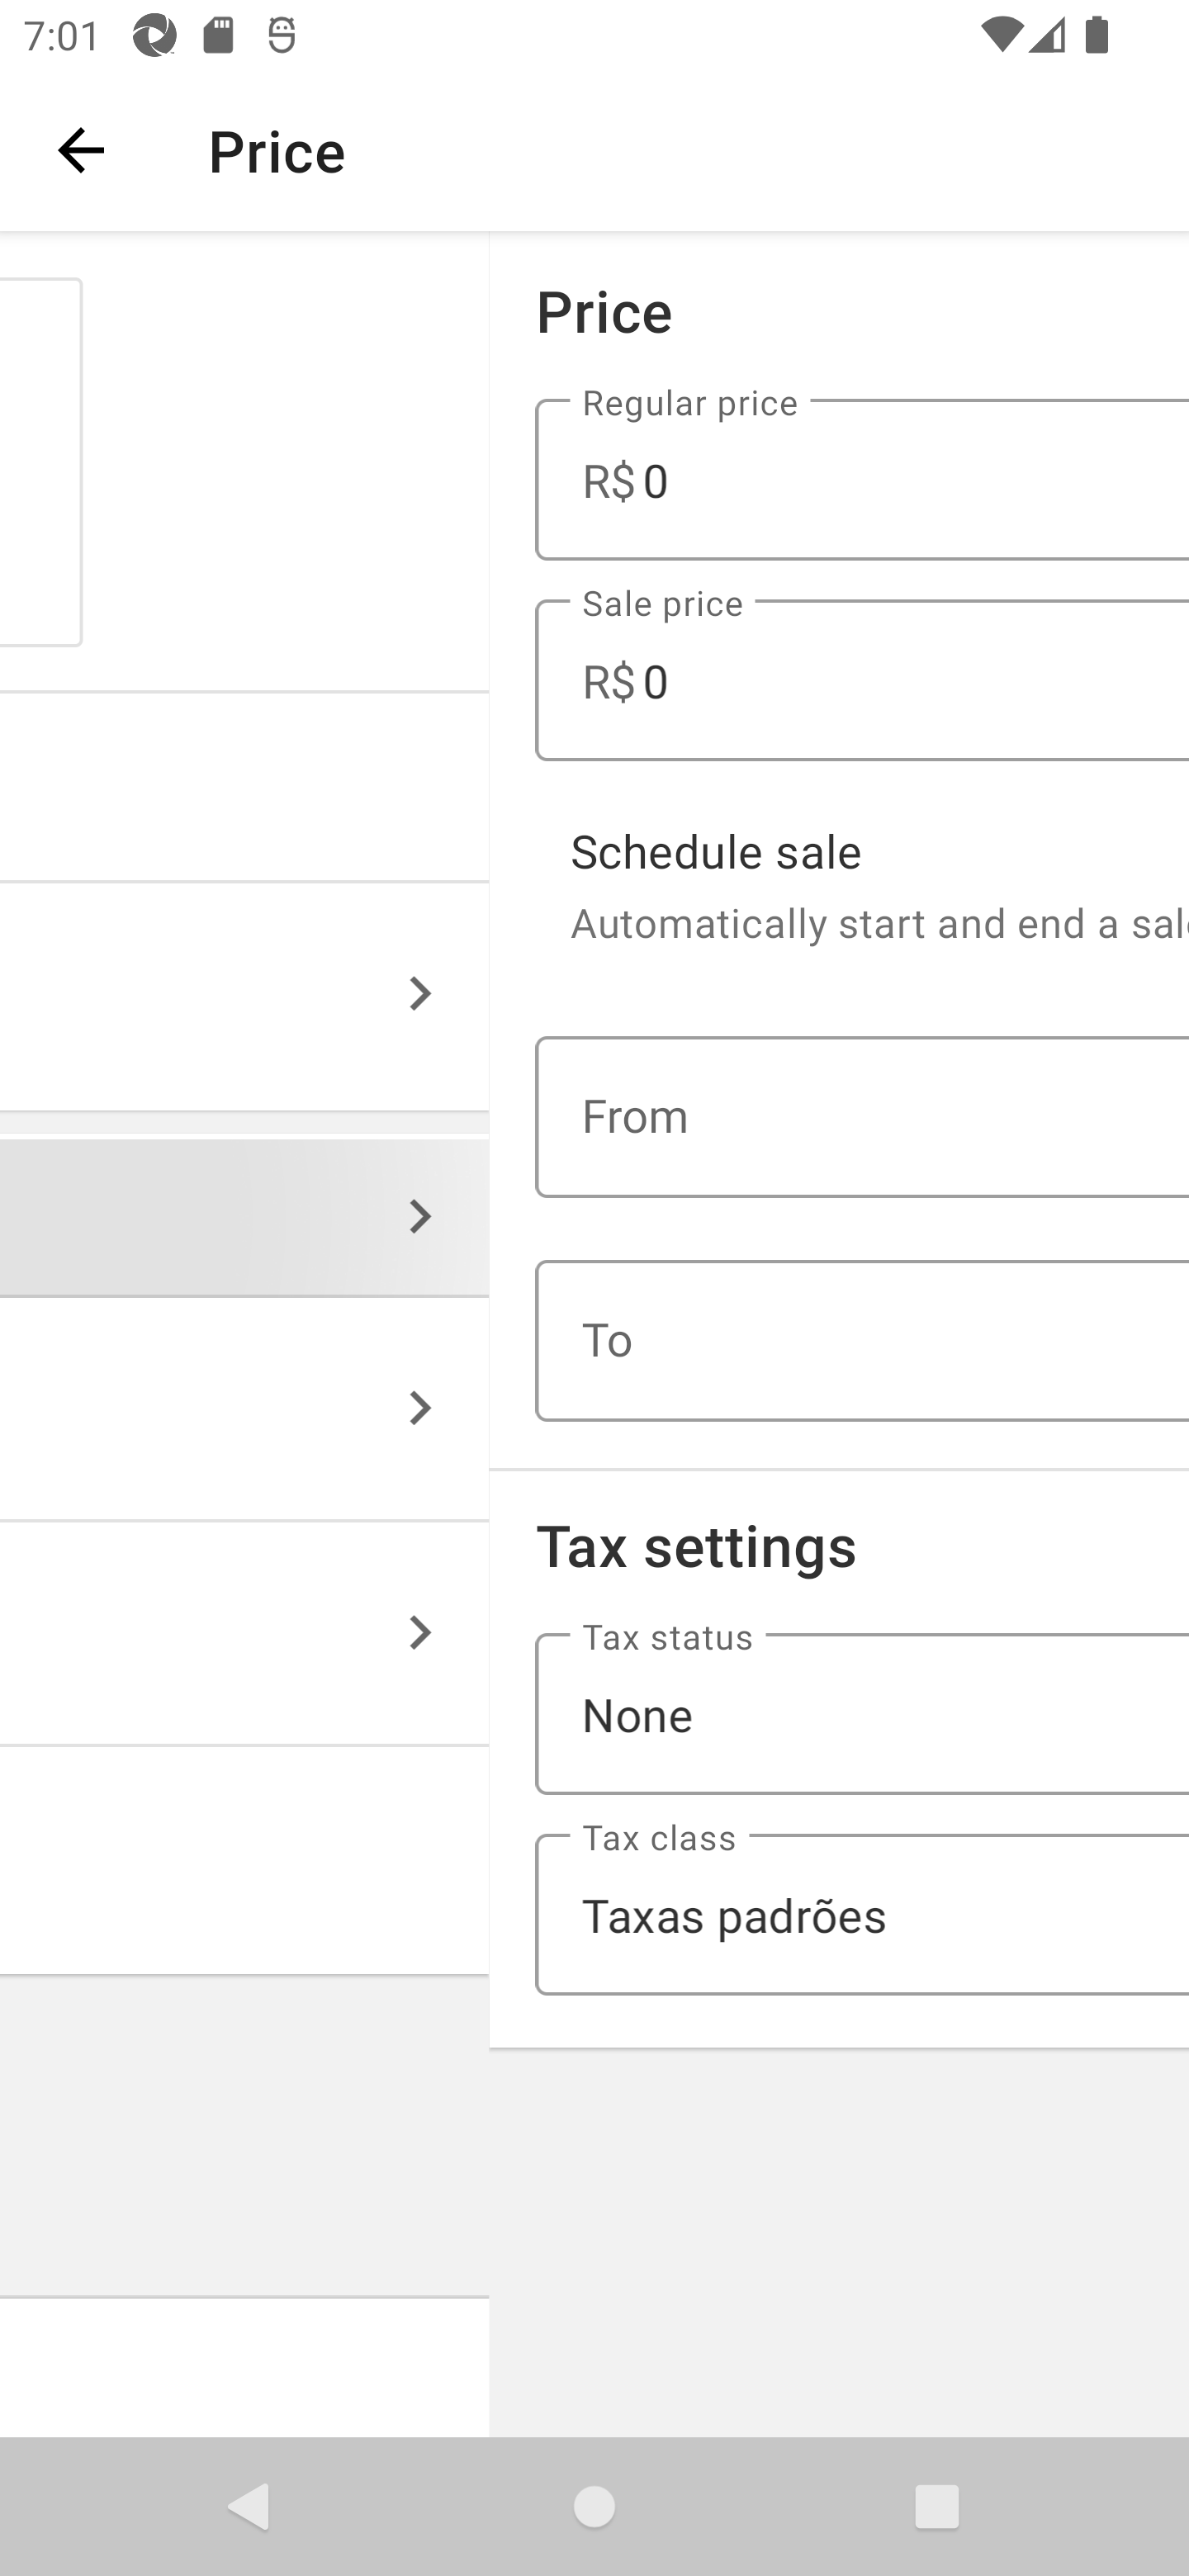 7:01
Price
Price
Regular price
R$ 0
Sale price
R$ 0
Schedule sale
Automatically start and end a sal
From
To
Tax settings
Tax status
None
Tax class
Taxas padrões